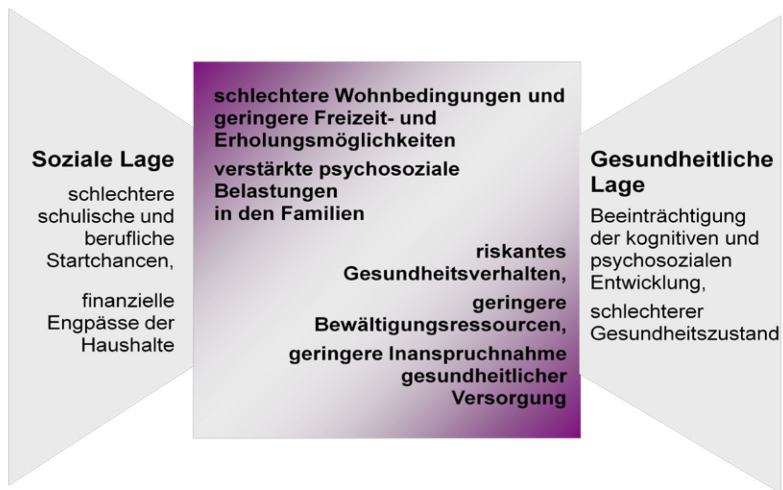 Soziale Lage
schlechtere
schulische und
berufliche
Startchancen,
finanzielle
Engpässe der
Haushalte
schlechtere Wohnbedingungen und
geringere Freizeit- und
Erholungsmöglichkeiten
verstärkte psychosoziale
Belastungen
in den Familien
riskantes
Gesundheitsverhalten,
geringere
Bewältigungsressourcen,
geringere Inanspruchnahme
gesundheitlicher
Versorgung
Gesundheitliche
Lage
Beeinträchtigung
der kognitiven und
psychosozialen
Entwicklung,
schlechterer
Gesundheitszustand